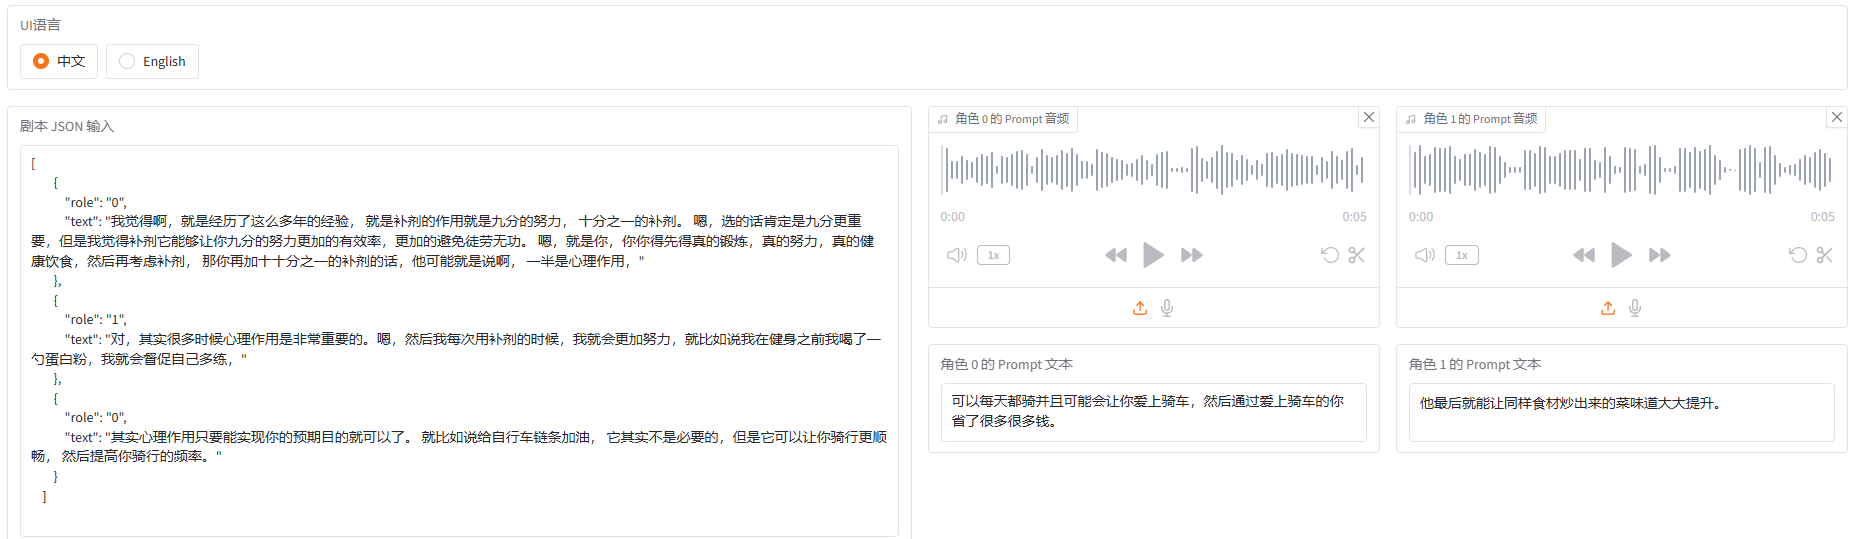 UI语言
中文
English
剧本 JSON 输入
[
{
"role": "0",
"text": "我觉得啊，就是经历了这么多年的经验， 就是补剂的作用就是九分的努力， 十分之一的补剂。 嗯，选的话肯定是九分更重
要，但是我觉得补剂它能够让你九分的努力更加的有效率，更加的避免徒劳无功。 嗯，就是你，你你得先得真的锻炼，真的努力，真的健
康饮食，然后再考虑补剂， 那你再加十十分之一的补剂的话，他可能就是说啊， 一半是心理作用，"
},
{
"role": "1",
"text": "对，其实很多时候心理作用是非常重要的。嗯，然后我每次用补剂的时候，我就会更加努力，就比如说我在健身之前我喝了一
勺蛋白粉，我就会督促自己多练，"
},
{
"role": "0",
"text": "其实心理作用只要能实现你的预期目的就可以了。 就比如说给自行车链条加油， 它其实不是必要的，但是它可以让你骑行更顺
畅， 然后提高你骑行的频率。"
}
]
角色 0 的 Prompt 音频
0:00
0:05
1x
角色 1 的 Prompt 音频
0:00
0:05
1x
角色 0 的 Prompt 文本
可以每天都骑并且可能会让你爱上骑车，然后通过爱上骑车的你
省了很多很多钱。
角色 1 的 Prompt 文本
他最后就能让同样食材炒出来的菜味道大大提升。